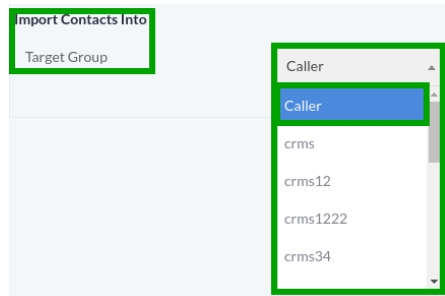 Import Contacts Into
Target Group
Caller
Caller
crms
crms12
crms1222
crms34